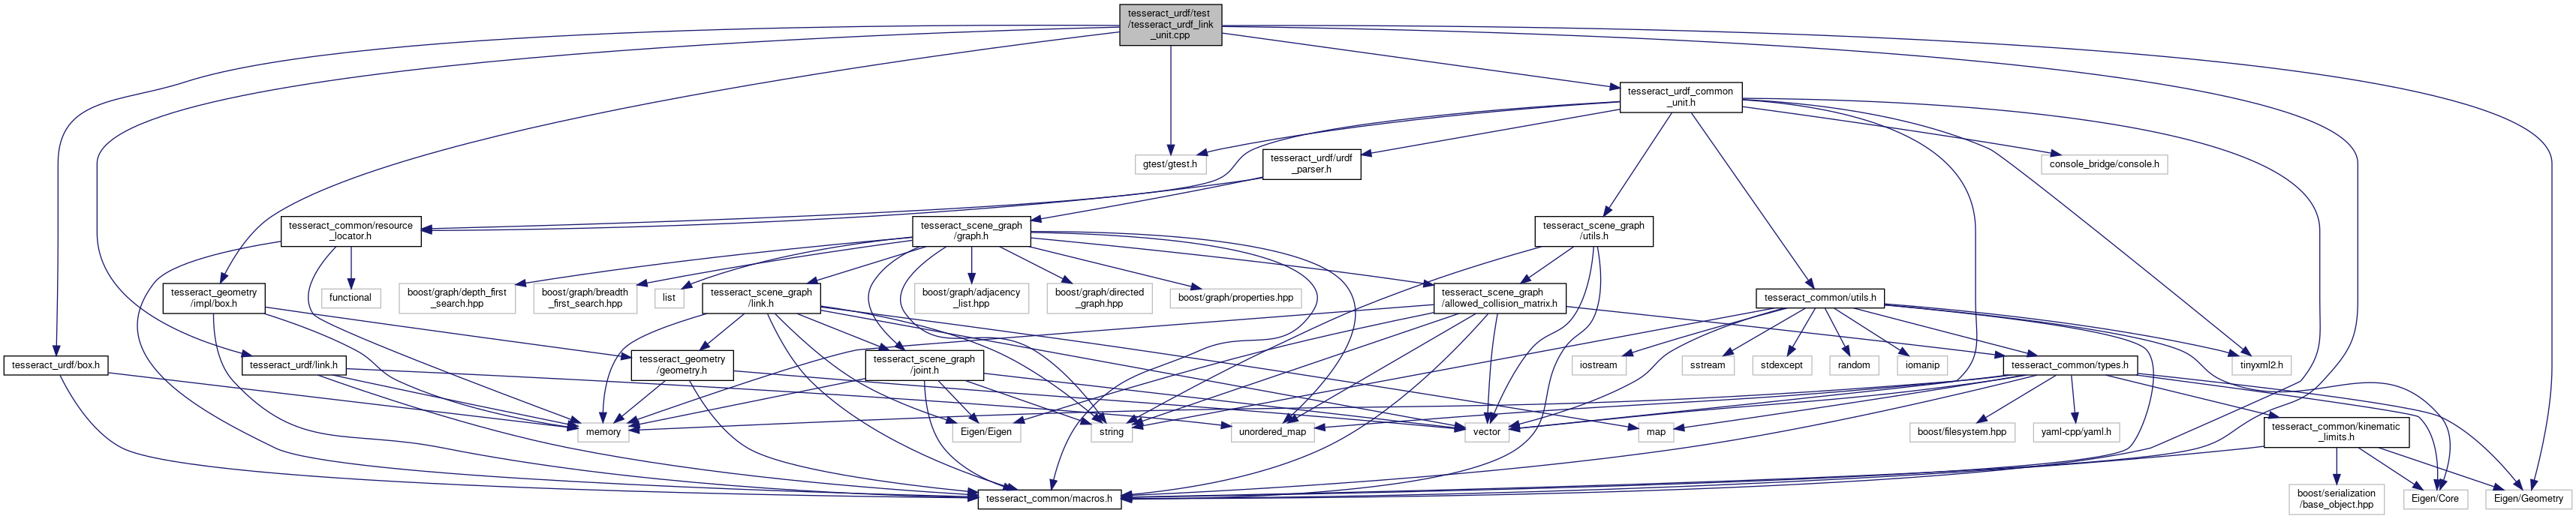 tesseract_urdf/test
/tesseract_urdf_link
_unit.cpp
tesseract_urdf_common
_unit.h
gtest/gtest.h
tesseract_urdf/urdf
_parser.h
console_bridge/console.h
tesseract_common/resource
_locator.h
tesseract_scene_graph
/graph.h
tesseract_scene_graph
/utils.h
tesseract_geometry
/impl/box.h
functional
boost/graph/depth_first
_search.hpp
boost/graph/breadth
_first_search.hpp
list
tesseract_scene_graph
/link.h
boost/graph/adjacency
_list.hpp
boost/graph/directed
_graph.hpp
boost/graph/properties.hpp
tesseract_scene_graph
/allowed_collision_matrix.h
tesseract_common/utils.h
tesseract_urdf/box.h
tesseract_urdf/link.h
tesseract_geometry
/geometry.h
tesseract_scene_graph
/joint.h
iostream
sstream
stdexcept
random
iomanip
tesseract_common/types.h
tinyxml2.h
memory
Eigen/Eigen
string
unordered_map
vector
map
boost/filesystem.hpp
yaml-cpp/yaml.h
tesseract_common/kinematic
_limits.h
tesseract_common/macros.h
boost/serialization
/base_object.hpp
Eigen/Core
Eigen/Geometry